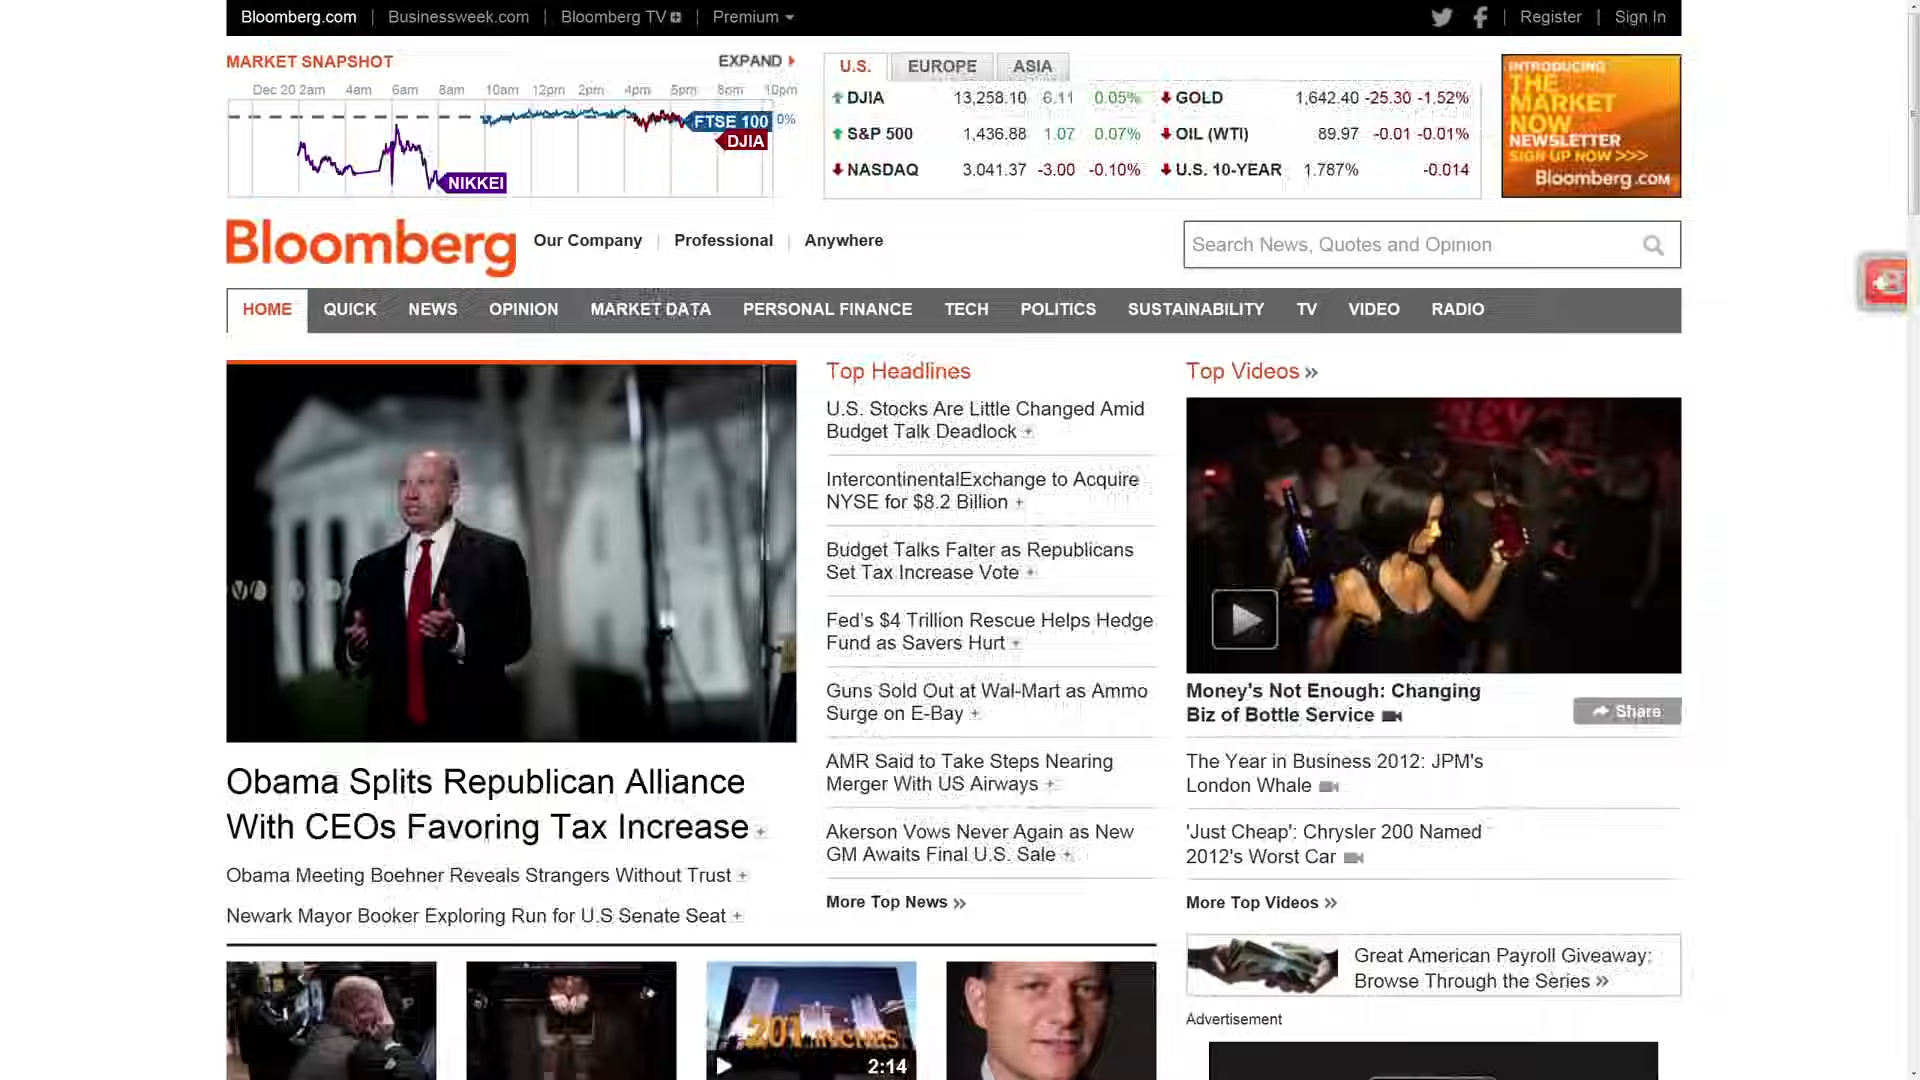 Bloomberg.com
Businessweek.com
Bloomberg TV
Premium
Register
Sign In
MARKET SNAPSHOT
EXPAND
Dec 20 2am 4am 6am 8am 10am 12pm 2pm 4pm 5pm 8pm 10pm
FTSE 100
0%
DJIA
NIKKEI
U.S.
EUROPE
ASIA
DJIA 13,258.10 6.11 0.05%
S&P 500 1,436.88 1.07 0.07%
NASDAQ 3,041.37 -3.00 -0.10%
GOLD 1,642.40 -25.30 -1.52%
OIL (WTI) 89.97 -0.01 -0.01%
U.S. 10-YEAR 1.787% -0.014
INTRODUCING
THE
MARKET
NOW
NEWSLETTER
SIGN UP NOW >>>
Bloomberg.COM
Bloomberg
Our Company
Professional
Anywhere
Search News, Quotes and Opinion
HOME
QUICK
NEWS
OPINION
MARKET DATA
PERSONAL FINANCE
TECH
POLITICS
SUSTAINABILITY
TV
VIDEO
RADIO
Obama Splits Republican Alliance
With CEOs Favoring Tax Increase +
Obama Meeting Boehner Reveals Strangers Without Trust +
Newark Mayor Booker Exploring Run for U.S Senate Seat +
Top Headlines
U.S. Stocks Are Little Changed Amid
Budget Talk Deadlock +
IntercontinentalExchange to Acquire
NYSE for $8.2 Billion +
Budget Talks Falter as Republicans
Set Tax Increase Vote +
Fed's $4 Trillion Rescue Helps Hedge
Fund as Savers Hurt +
Guns Sold Out at Wal-Mart as Ammo
Surge on E-Bay +
AMR Said to Take Steps Nearing
Merger With US Airways +
Akerson Vows Never Again as New
GM Awaits Final U.S. Sale +
More Top News »
Top Videos »
Money's Not Enough: Changing
Biz of Bottle Service
Share
The Year in Business 2012: JPM's
London Whale
'Just Cheap': Chrysler 200 Named
2012's Worst Car
More Top Videos »
Great American Payroll Giveaway:
Browse Through the Series »
Advertisement
201 INCHES
2:14